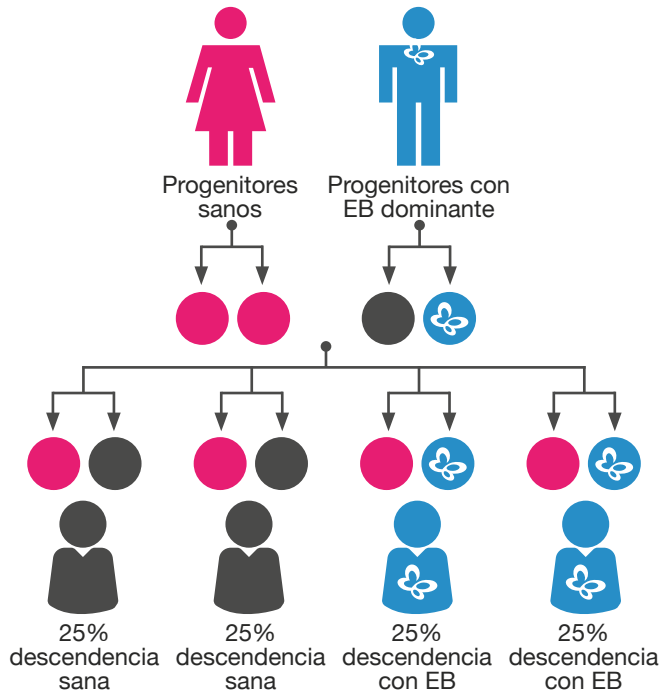 Progenitores
sanos
Progenitores con
EB dominante
25%
descendencia
sana
25%
descendencia
sana
25%
descendencia
con EB
25%
descendencia
con EB